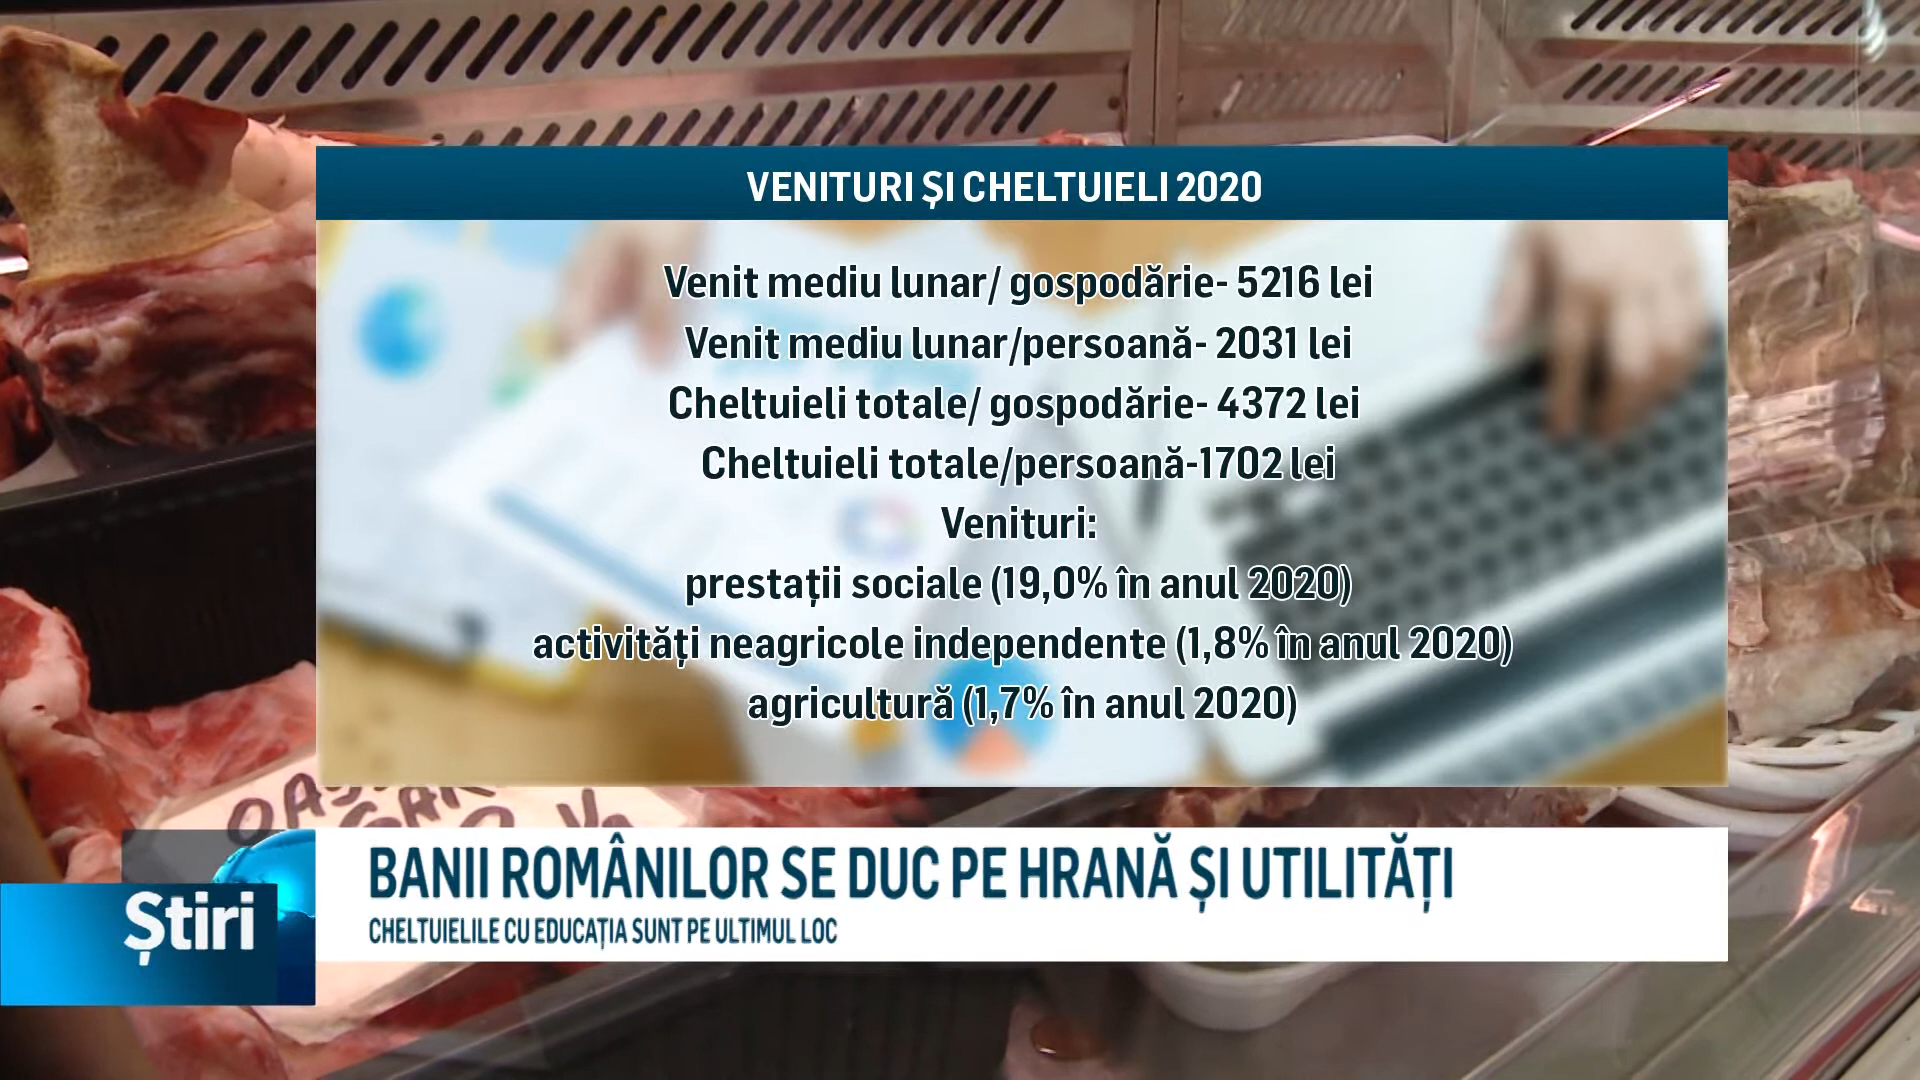 VENITURI ȘI CHELTUIELI 2020
Venit mediu lunar/ gospodărie- 5216 lei
Venit mediu lunar/persoană- 2031 lei
Cheltuieli totale/ gospodărie- 4372 lei
Cheltuieli totale/persoană-1702 lei
Venituri:
prestații sociale (19,0% în anul 2020)
activități neagricole independente (1,8% în anul 2020)
agricultură (1,7% în anul 2020)
BANII ROMÂNILOR SE DUC PE HRANĂ ȘI UTILITĂȚI
CHELTUIELILE CU EDUCAȚIA SUNT PE ULTIMUL LOC
Știri